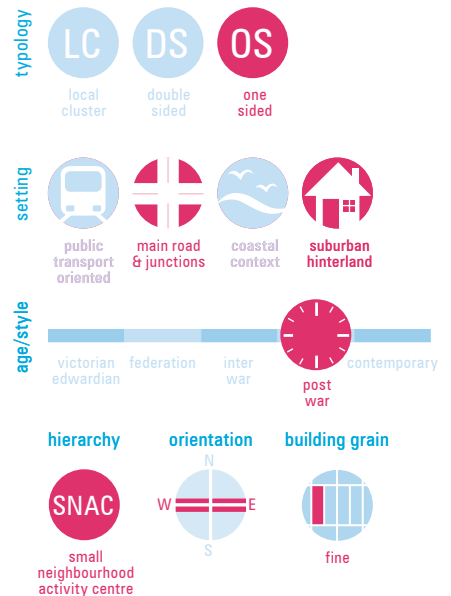 typology
LC DS OS
local
cluster
double
sided
one
sided
setting
public
transport
oriented
main road
& junctions
coastal
context
suburban
hinterland
age/style
victorian
edwardian
federation
inter
war
post
war
contemporary
hierarchy
SNAC
small
neighbourhood
activity centre
orientation
N
W E
S
building grain
fine